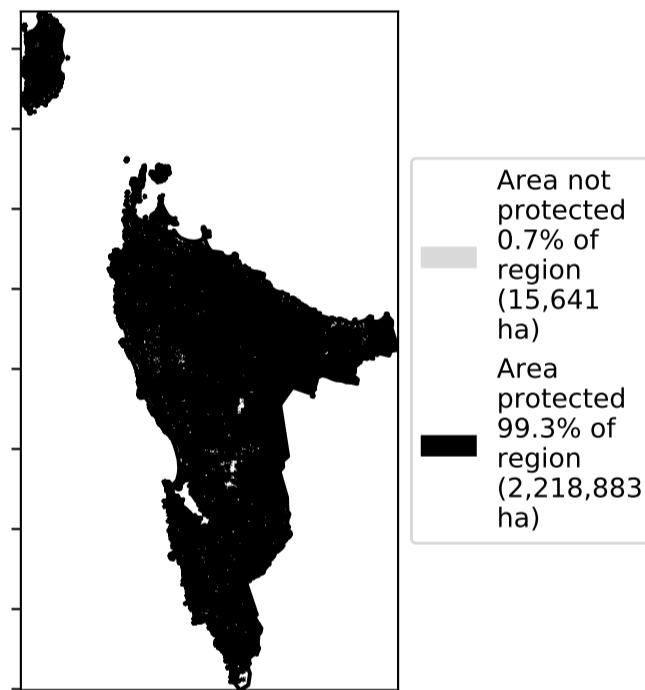 Area not
protected
0.7% of
region
(15,641
ha)
Area
protected
99.3% of
region
(2,218,883
ha)